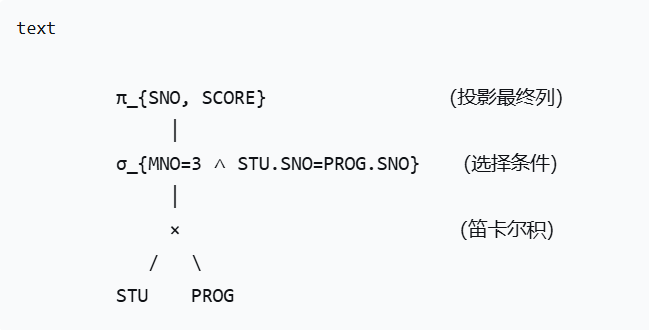 text
π_{SNO, SCORE} (投影最终列)
|
σ_{MNO=3 ∧ STU.SNO=PROG.SNO} (选择条件)
|
× (笛卡尔积)
/ \
STU PROG